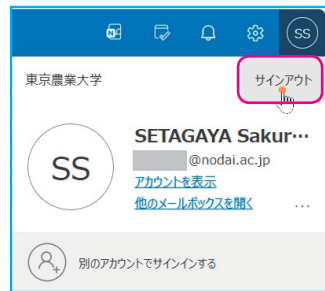 SS
東京農業大学
サインアウト
SS
SETAGAYA Sakur…
@nodai.ac.jp
アカウントを表示
他のメールボックスを開く
...
別のアカウントでサインインする